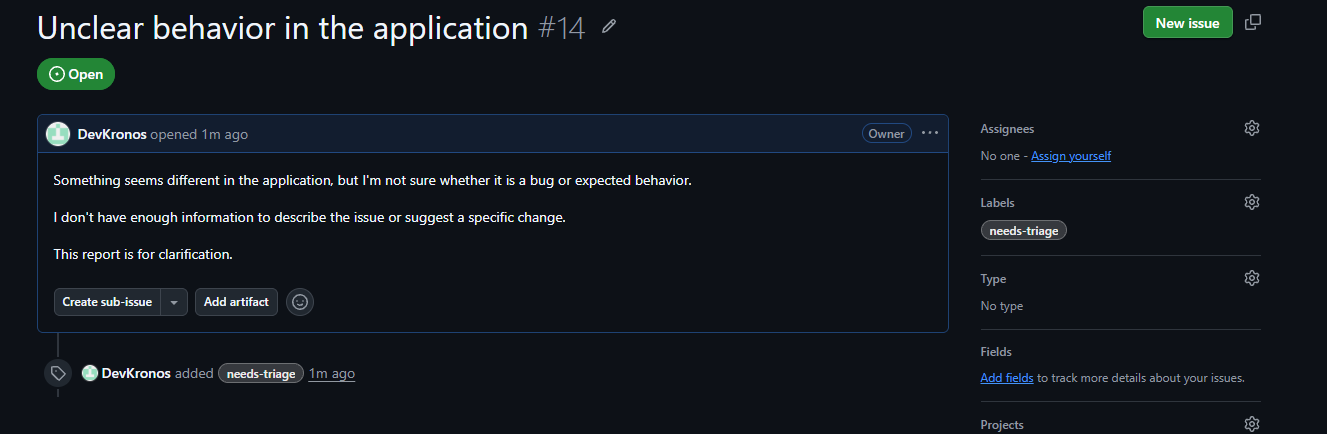 Unclear behavior in the application #14
New issue
Open
DevKronos opened 1m ago
Owner
Something seems different in the application, but I'm not sure whether it is a bug or expected behavior.
I don't have enough information to describe the issue or suggest a specific change.
This report is for clarification.
Create sub-issue
Add artifact
DevKronos added needs-triage 1m ago
Assignees
No one - Assign yourself
Labels
needs-triage
Type
No type
Fields
Add fields to track more details about your issues.
Projects